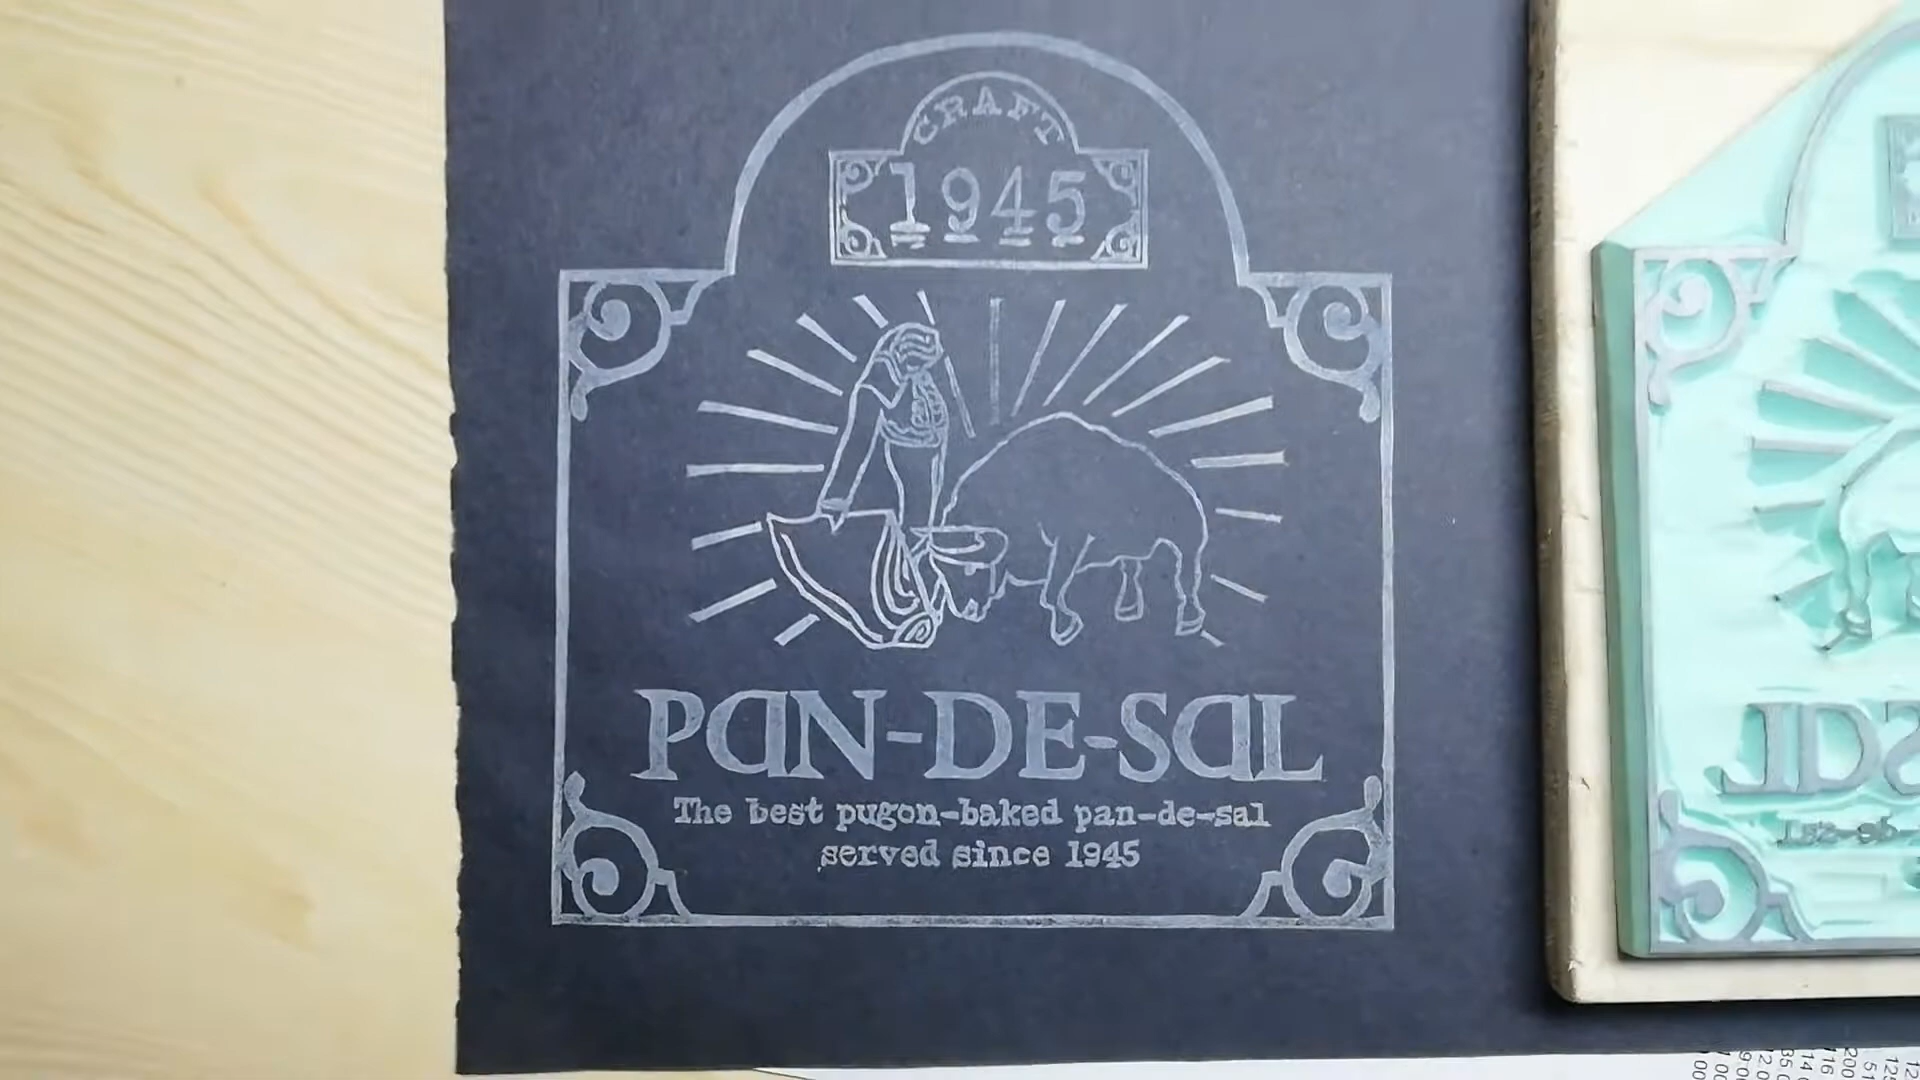 CRAFT
1945
PAN-DE-SAL
The best pugon-baked pan-de-sal
served since 1945